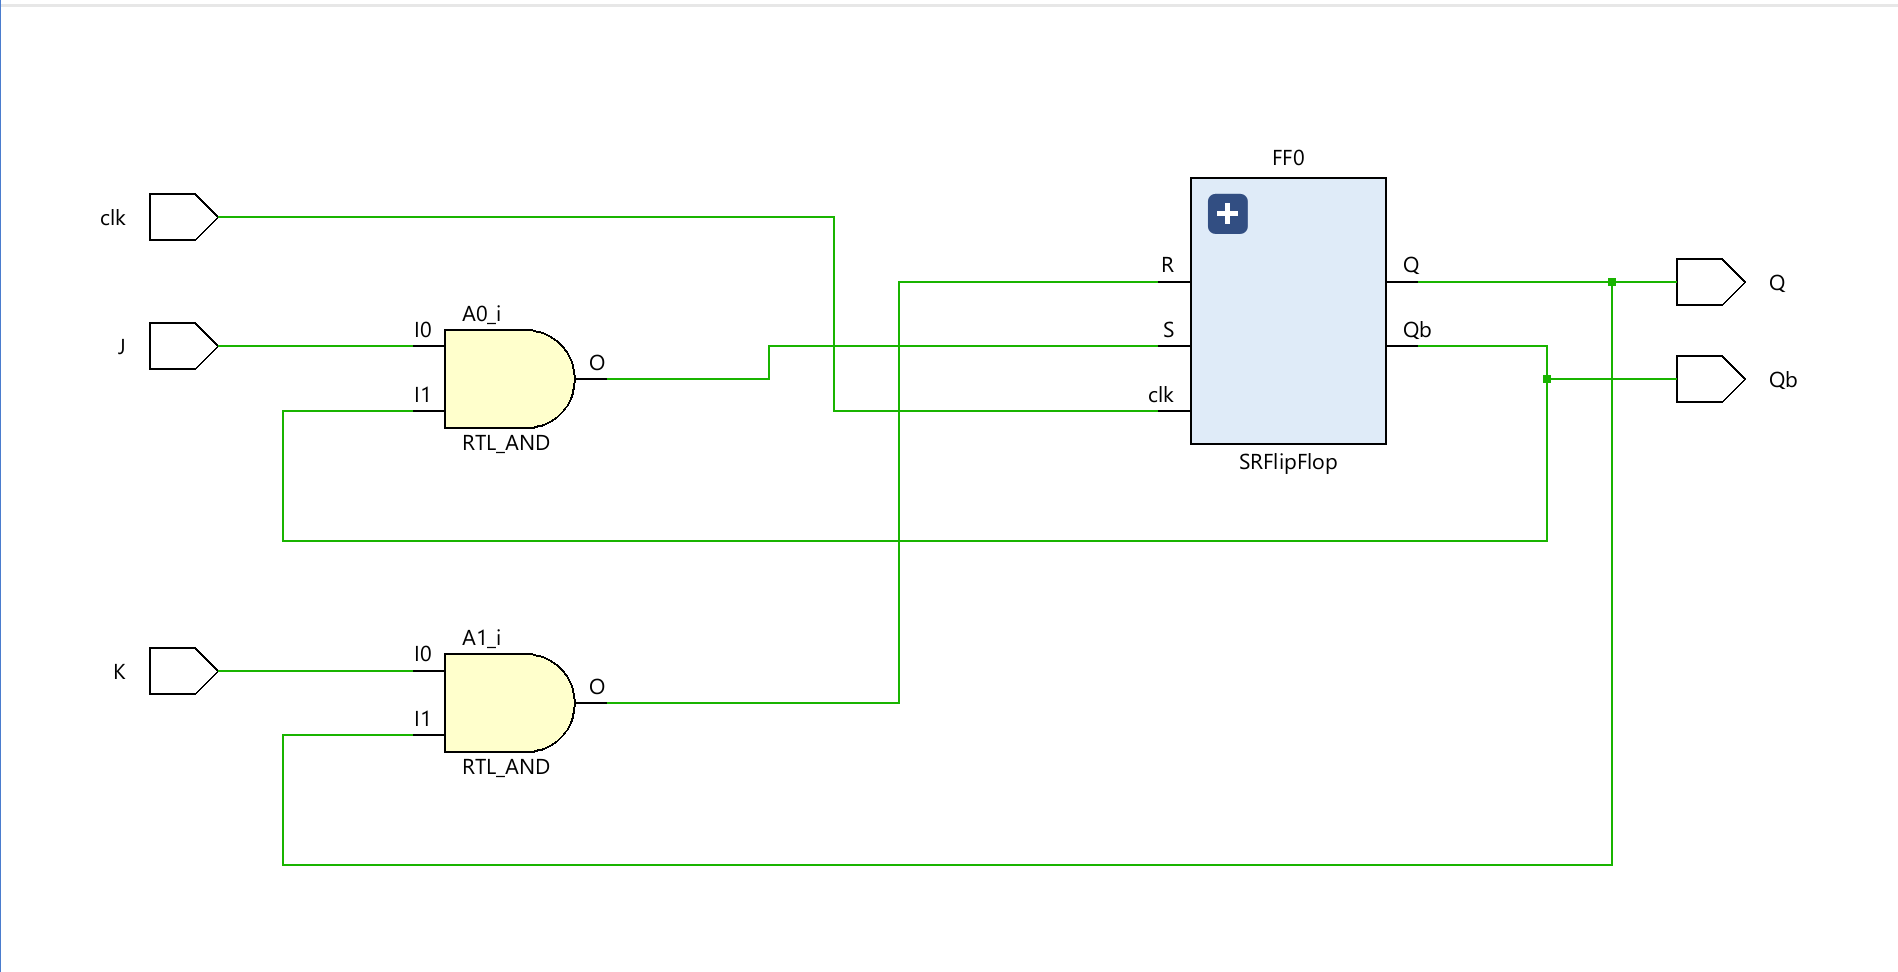 FF0
clk
R
Q
Q
S
Qb
clk
Qb
SRFlipFlop
A0_i
J
I0
I1
O
RTL_AND
A1_i
K
I0
I1
O
RTL_AND